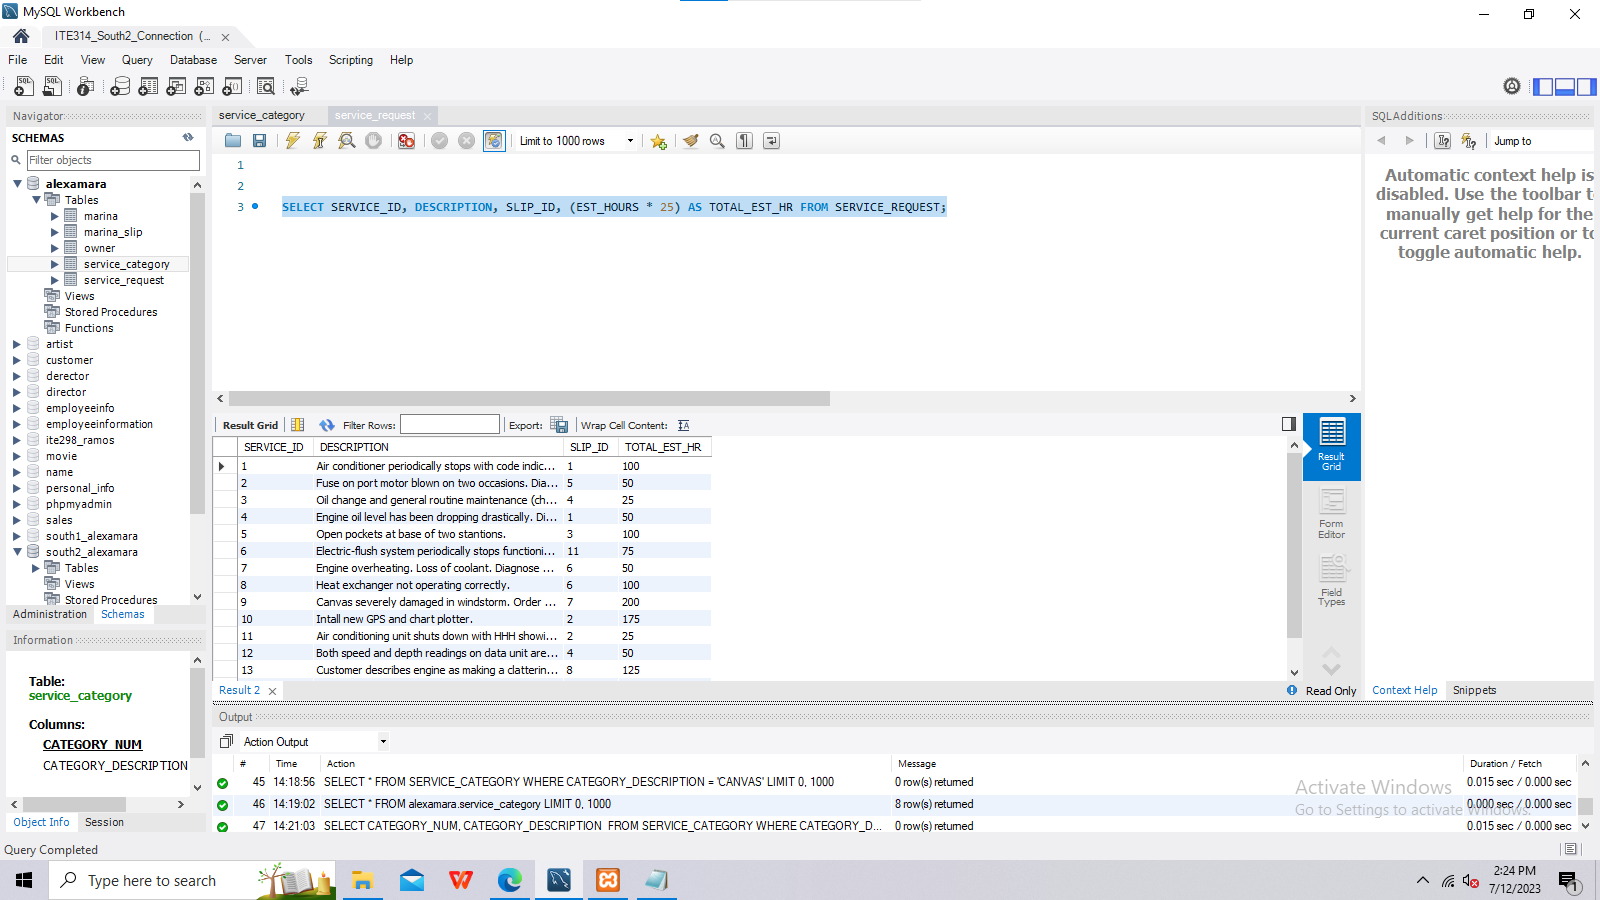 MySQL Workbench
ITE314_South2_Connection (...
File Edit View Query Database Server Tools Scripting Help
Navigator
SCHEMAS
Filter objects
alexamara
Tables
marina
marina_slip
owner
service_category
service_request
Views
Stored Procedures
Functions
artist
customer
derector
director
employeeinfo
employeeinformation
ite298_ramos
movie
name
personal_info
phpmyadmin
sales
south1_alexamara
south2_alexamara
Tables
Views
Stored Procedures
Administration Schemas
Information
Table:
service_category
Columns:
CATEGORY_NUM
CATEGORY_DESCRIPTION
Object Info Session
Query Completed
service_category service_request
Limit to 1000 rows
1
2
3 SELECT SERVICE_ID, DESCRIPTION, SLIP_ID, (EST_HOURS * 25) AS TOTAL_EST_HR FROM SERVICE_REQUEST;
Result Grid Filter Rows: Export: Wrap Cell Content:
SERVICE_ID DESCRIPTION SLIP_ID TOTAL_EST_HR
1 Air conditioner periodically stops with code indic... 1 100
2 Fuse on port motor blown on two occasions. Dia... 5 50
3 Oil change and general routine maintenance (ch... 4 25
4 Engine oil level has been dropping drastically. Di... 1 50
5 Open pockets at base of two stantions. 3 100
6 Electric-flush system periodically stops functioni... 11 75
7 Engine overheating. Loss of coolant. Diagnose ... 6 50
8 Heat exchanger not operating correctly. 6 100
9 Canvas severely damaged in windstorm. Order ... 7 200
10 Intall new GPS and chart plotter. 2 175
11 Air conditioning unit shuts down with HHH showi... 2 25
12 Both speed and depth readings on data unit are... 4 50
13 Customer describes engine as making a clatterin... 8 125
Result Grid
Form Editor
Field Types
Result 2
Read Only
SQLAdditions
Jump to
Automatic context help is
disabled. Use the toolbar t
manually get help for the
current caret position or to
toggle automatic help.
Context Help Snippets
Output
Action Output
# Time Action Message Duration / Fetch
45 14:18:56 SELECT * FROM SERVICE_CATEGORY WHERE CATEGORY_DESCRIPTION = 'CANVAS' LIMIT 0, 1000 0 row(s) returned 0.015 sec / 0.000 sec
46 14:19:02 SELECT * FROM alexamara.service_category LIMIT 0, 1000 8 row(s) returned 0.000 sec / 0.000 sec
47 14:21:03 SELECT CATEGORY_NUM, CATEGORY_DESCRIPTION FROM SERVICE_CATEGORY WHERE CATEGORY_D... 0 row(s) returned 0.015 sec / 0.000 sec
Activate Windows
Go to Settings to activate Windows.
Type here to search
2:24 PM
7/12/2023
1